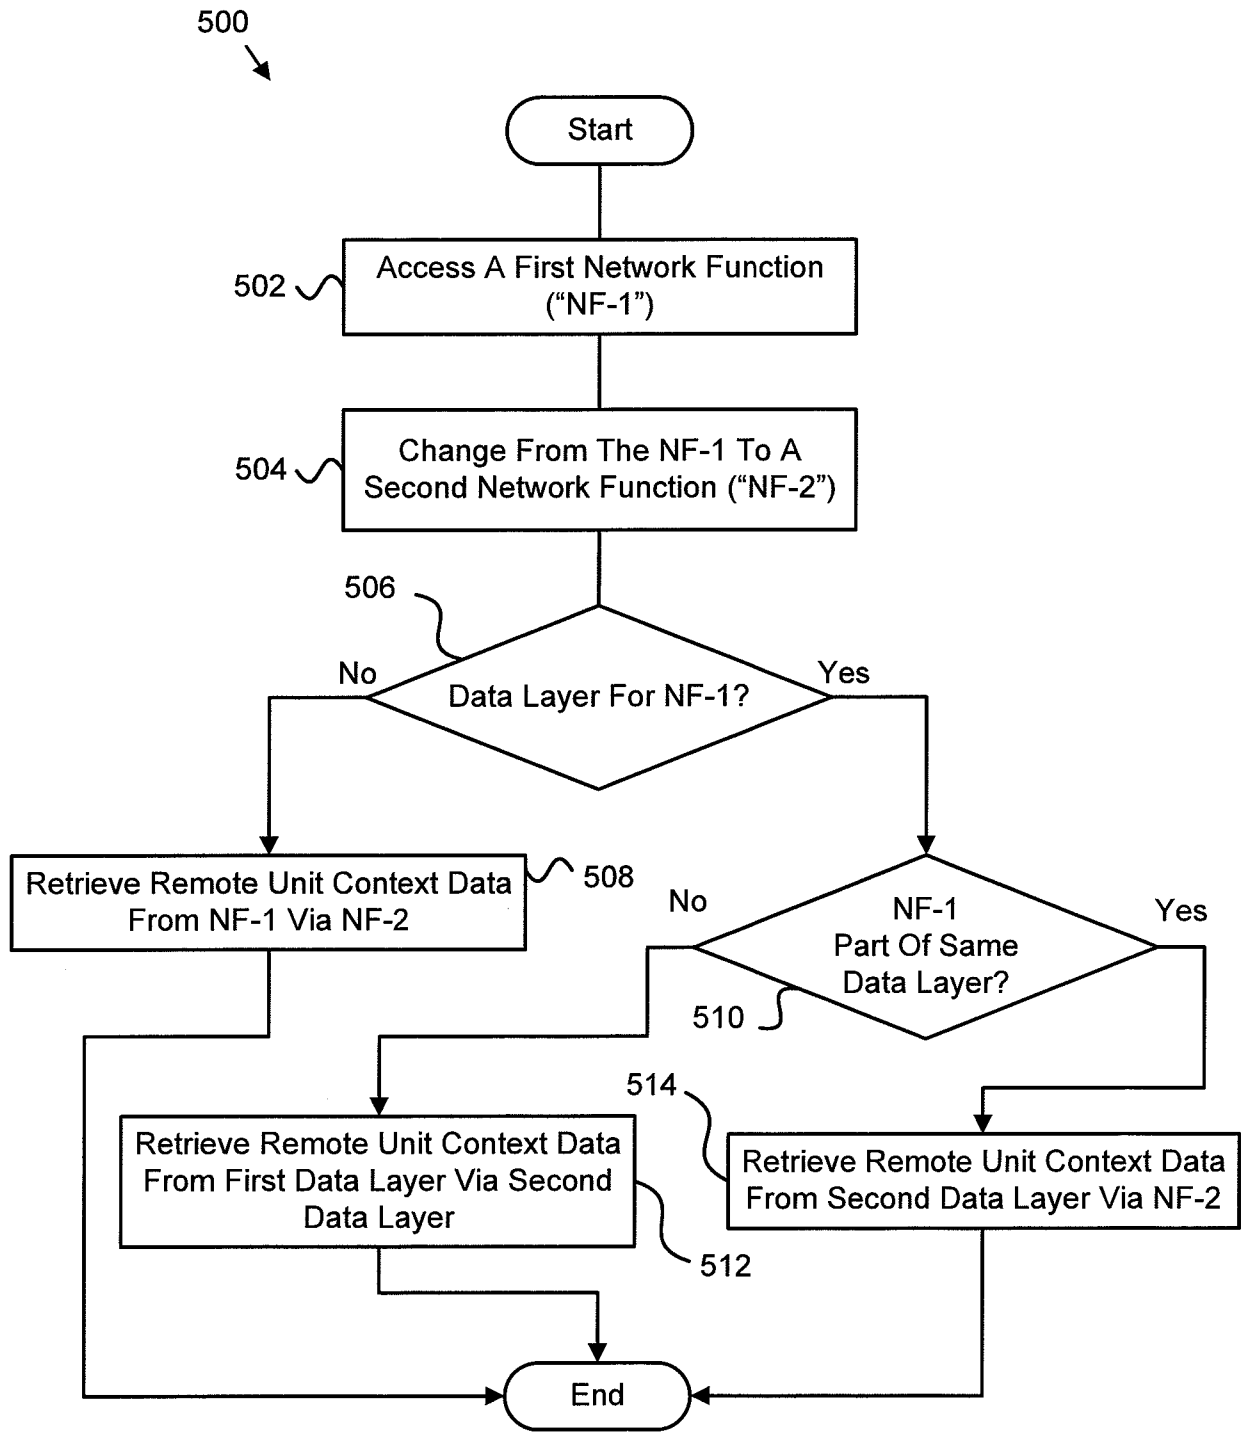 500
Start
Access A First Network Function
(“NF-1”)
502
Change From The NF-1 To A
Second Network Function (“NF-2”)
504
506
No
Yes
Data Layer For NF-1?
Retrieve Remote Unit Context Data
From NF-1 Via NF-2
508
No
Yes
NF-1
Part Of Same
Data Layer?
510
514
Retrieve Remote Unit Context Data
From First Data Layer Via Second
Data Layer
512
Retrieve Remote Unit Context Data
From Second Data Layer Via NF-2
End